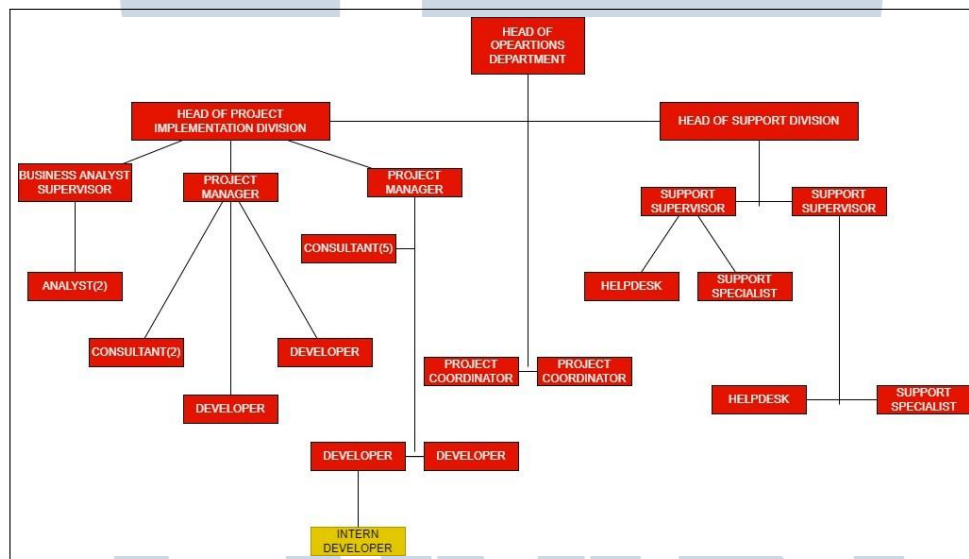 HEAD OF
OPEARTIONS
DEPARTMENT
HEAD OF PROJECT
IMPLEMENTATION DIVISION
HEAD OF SUPPORT DIVISION
BUSINESS ANALYST
SUPERVISOR
PROJECT
MANAGER
PROJECT
MANAGER
SUPPORT
SUPERVISOR
SUPPORT
SUPERVISOR
CONSULTANT(5)
ANALYST(2)
HELPDESK
SUPPORT
SPECIALIST
CONSULTANT(2)
DEVELOPER
PROJECT
COORDINATOR
PROJECT
COORDINATOR
DEVELOPER
HELPDESK
SUPPORT
SPECIALIST
DEVELOPER
DEVELOPER
INTERN
DEVELOPER